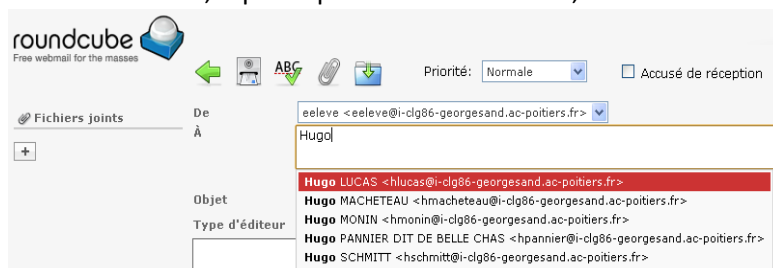 roundcube
Free webmail for the masses
ABC
Priorité: Normale
Accusé de réception
Fichiers joints
De
eeleve <eeleve@i-clg86-georgesand.ac-poitiers.fr>
À
Hugo
+
Hugo LUCAS <hlucas@i-clg86-georgesand.ac-poitiers.fr>
Objet
Hugo MACHETEAU <hmacheteau@i-clg86-georgesand.ac-poitiers.fr>
Type d'éditeur
Hugo MONIN <hmonin@i-clg86-georgesand.ac-poitiers.fr>
Hugo PANNIER DIT DE BELLE CHAS <hpannier@i-clg86-georgesand.ac-poitiers.fr>
Hugo SCHMITT <hschmitt@i-clg86-georgesand.ac-poitiers.fr>